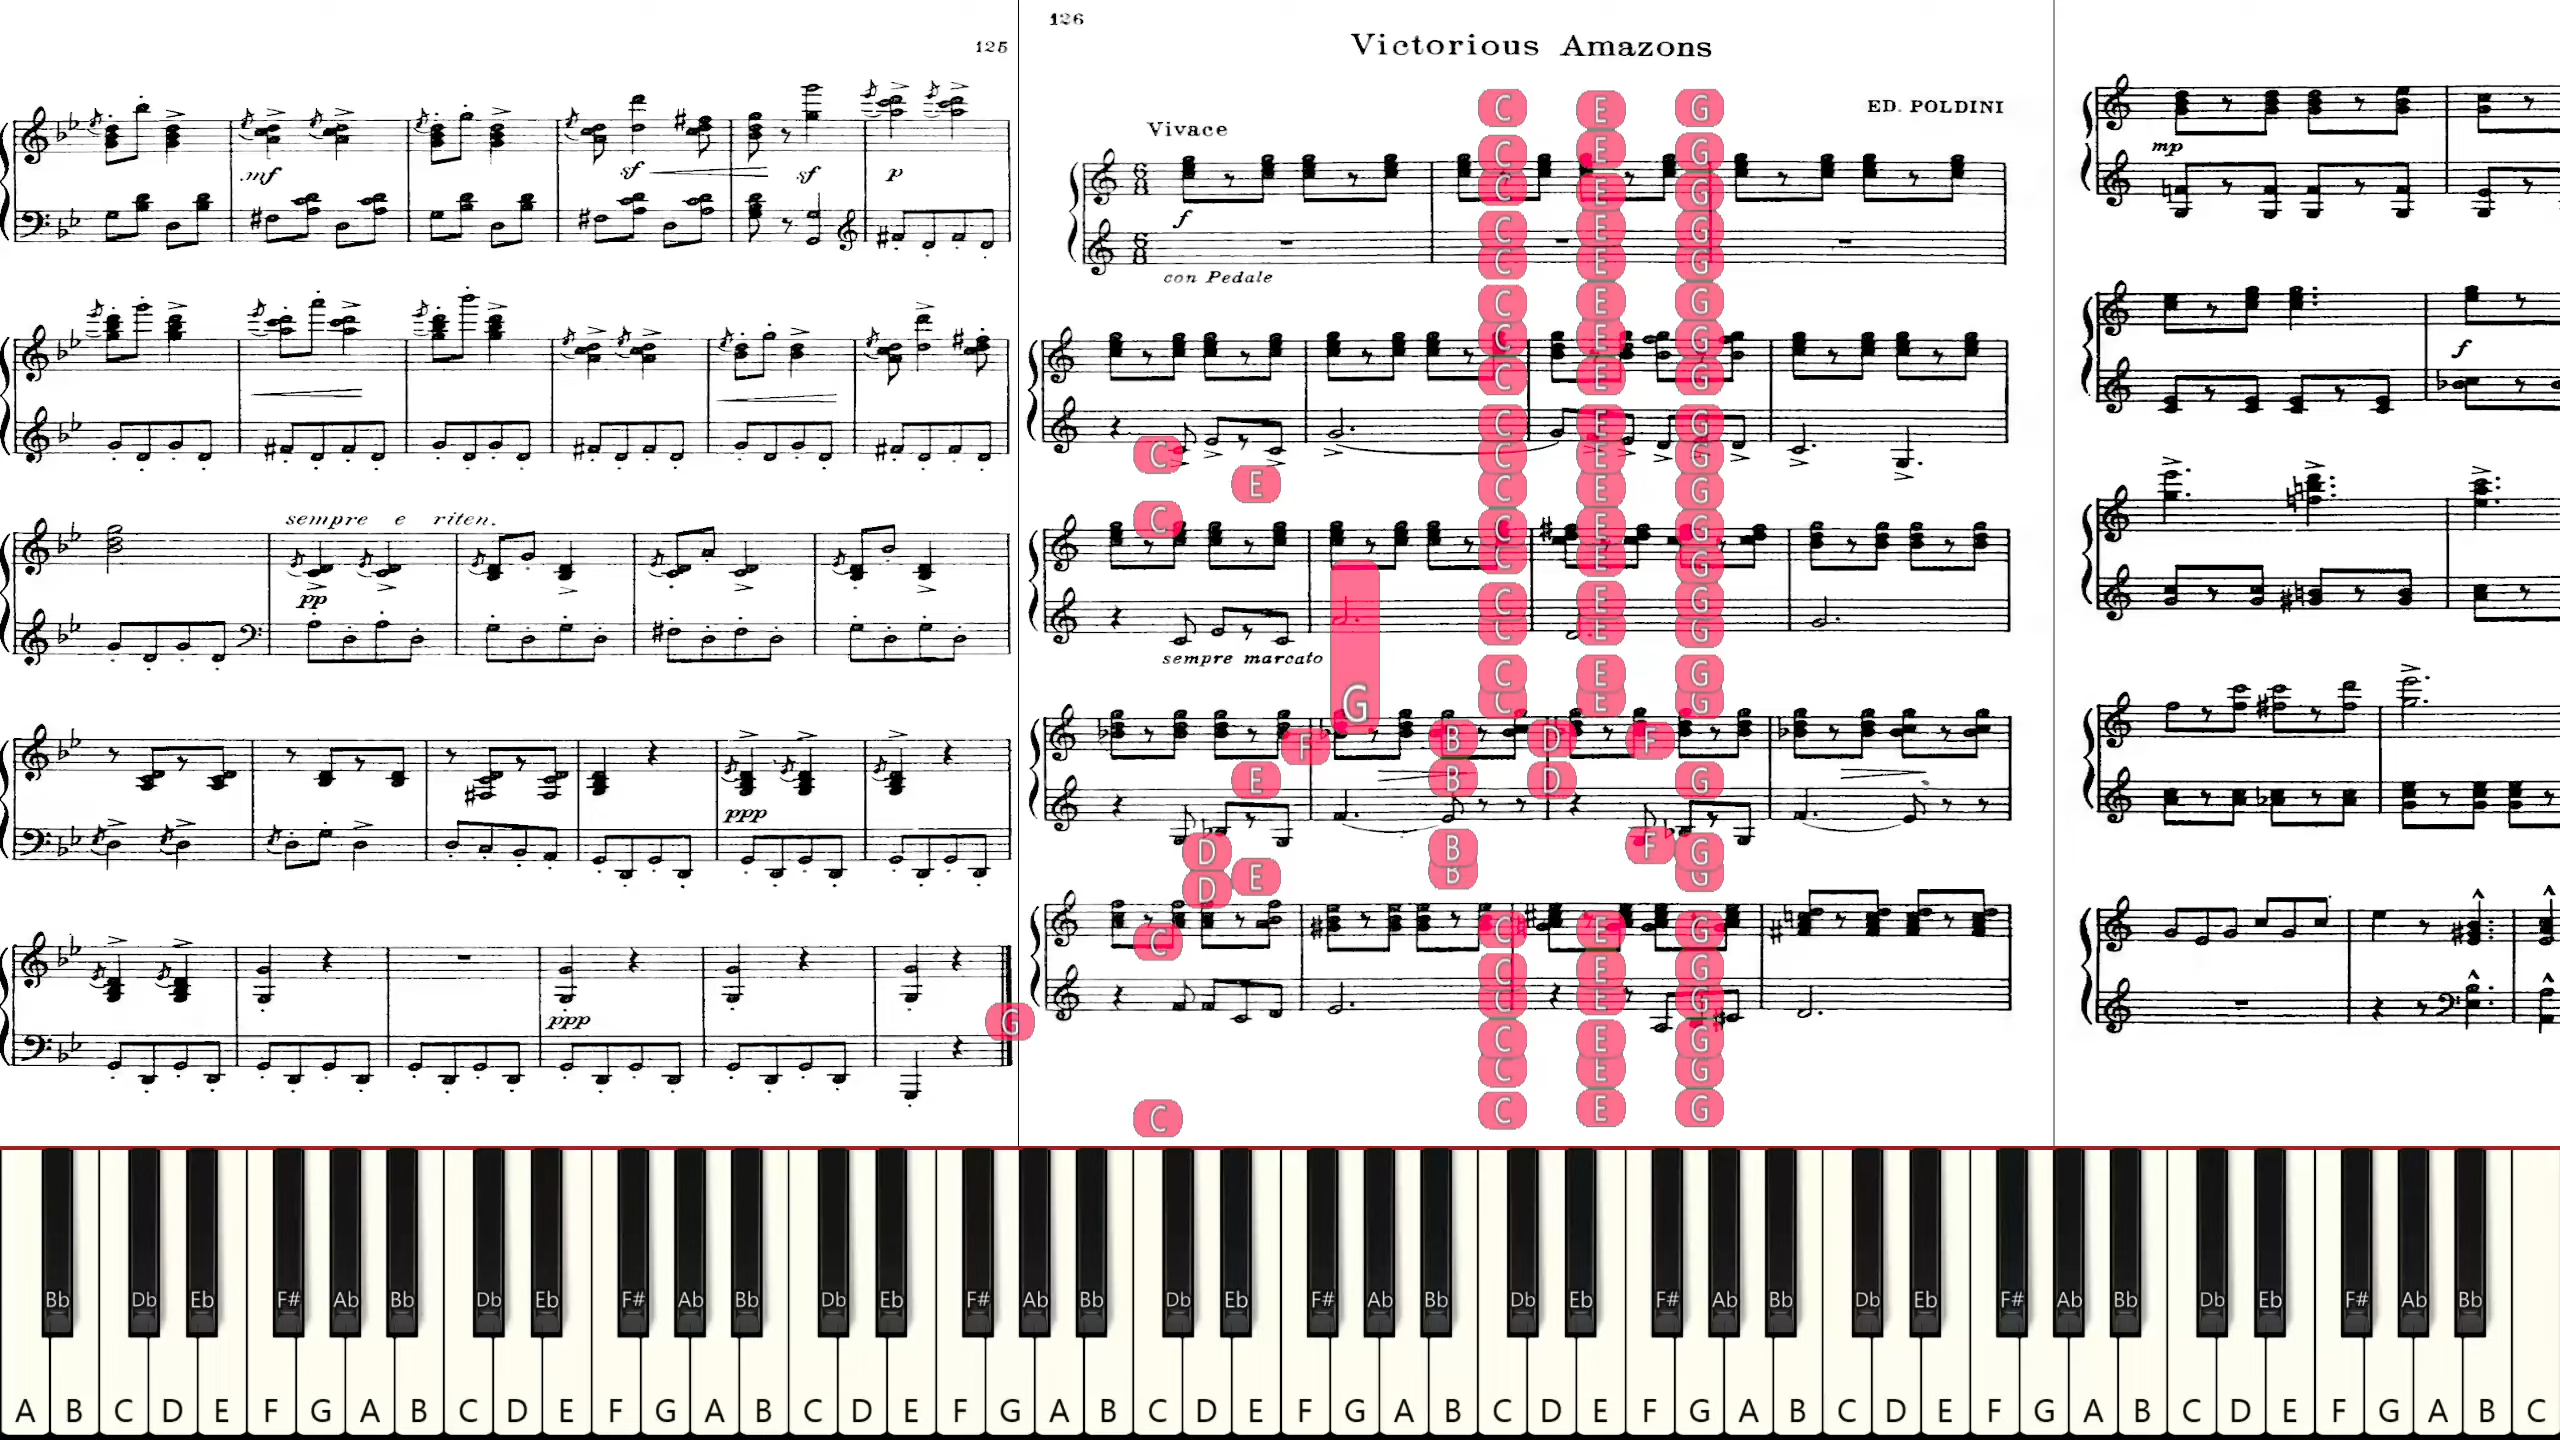 125
mf
sf
sf
p
sempre e riten.
pp
ppp
ppp
126
Victorious Amazons
ED. POLDINI
Vivace
f
con Pedale
sempre marcato
mp
f
C E G
C E G
C E G
C E G
C E G
C E G
C E G
C E G
C E G
C C E G
E C E G
C C E G
C E G
C E G
C E G
C E G
G C E G
F B D F
E B D G
D B F G
D E B G
C C E G
C E G
G C E G
C E G
C E G
C C E G
Bb Db Eb F# Ab Bb Db Eb F# Ab Bb Db Eb F# Ab Bb Db Eb F# Ab Bb Db Eb F# Ab Bb Db Eb F# Ab Bb Db Eb F# Ab Bb
A B C D E F G A B C D E F G A B C D E F G A B C D E F G A B C D E F G A B C D E F G A B C D E F G A B C